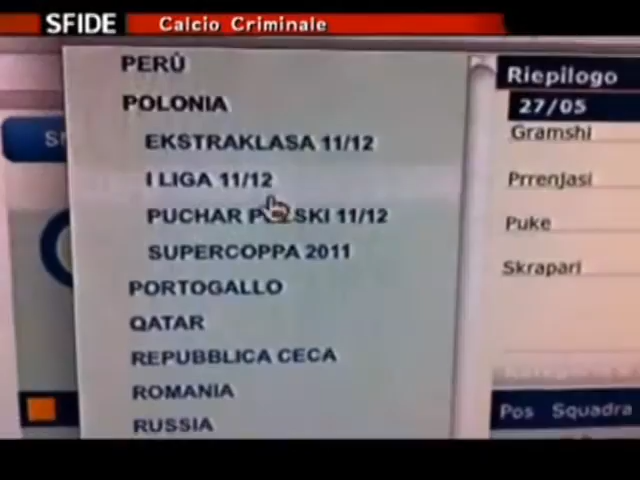 SFIDE Calcio Criminale
PERÙ
POLONIA
EKSTRAKLASA 11/12
I LIGA 11/12
PUCHAR 11/12
SUPERCOPPA 2011
PORTOGALLO
QATAR
REPUBBLICA CECA
ROMANIA
RUSSIA
Riepilogo
27/05
Gramshi
Prrenjasi
Puke
Skrapari
Pos Squadra